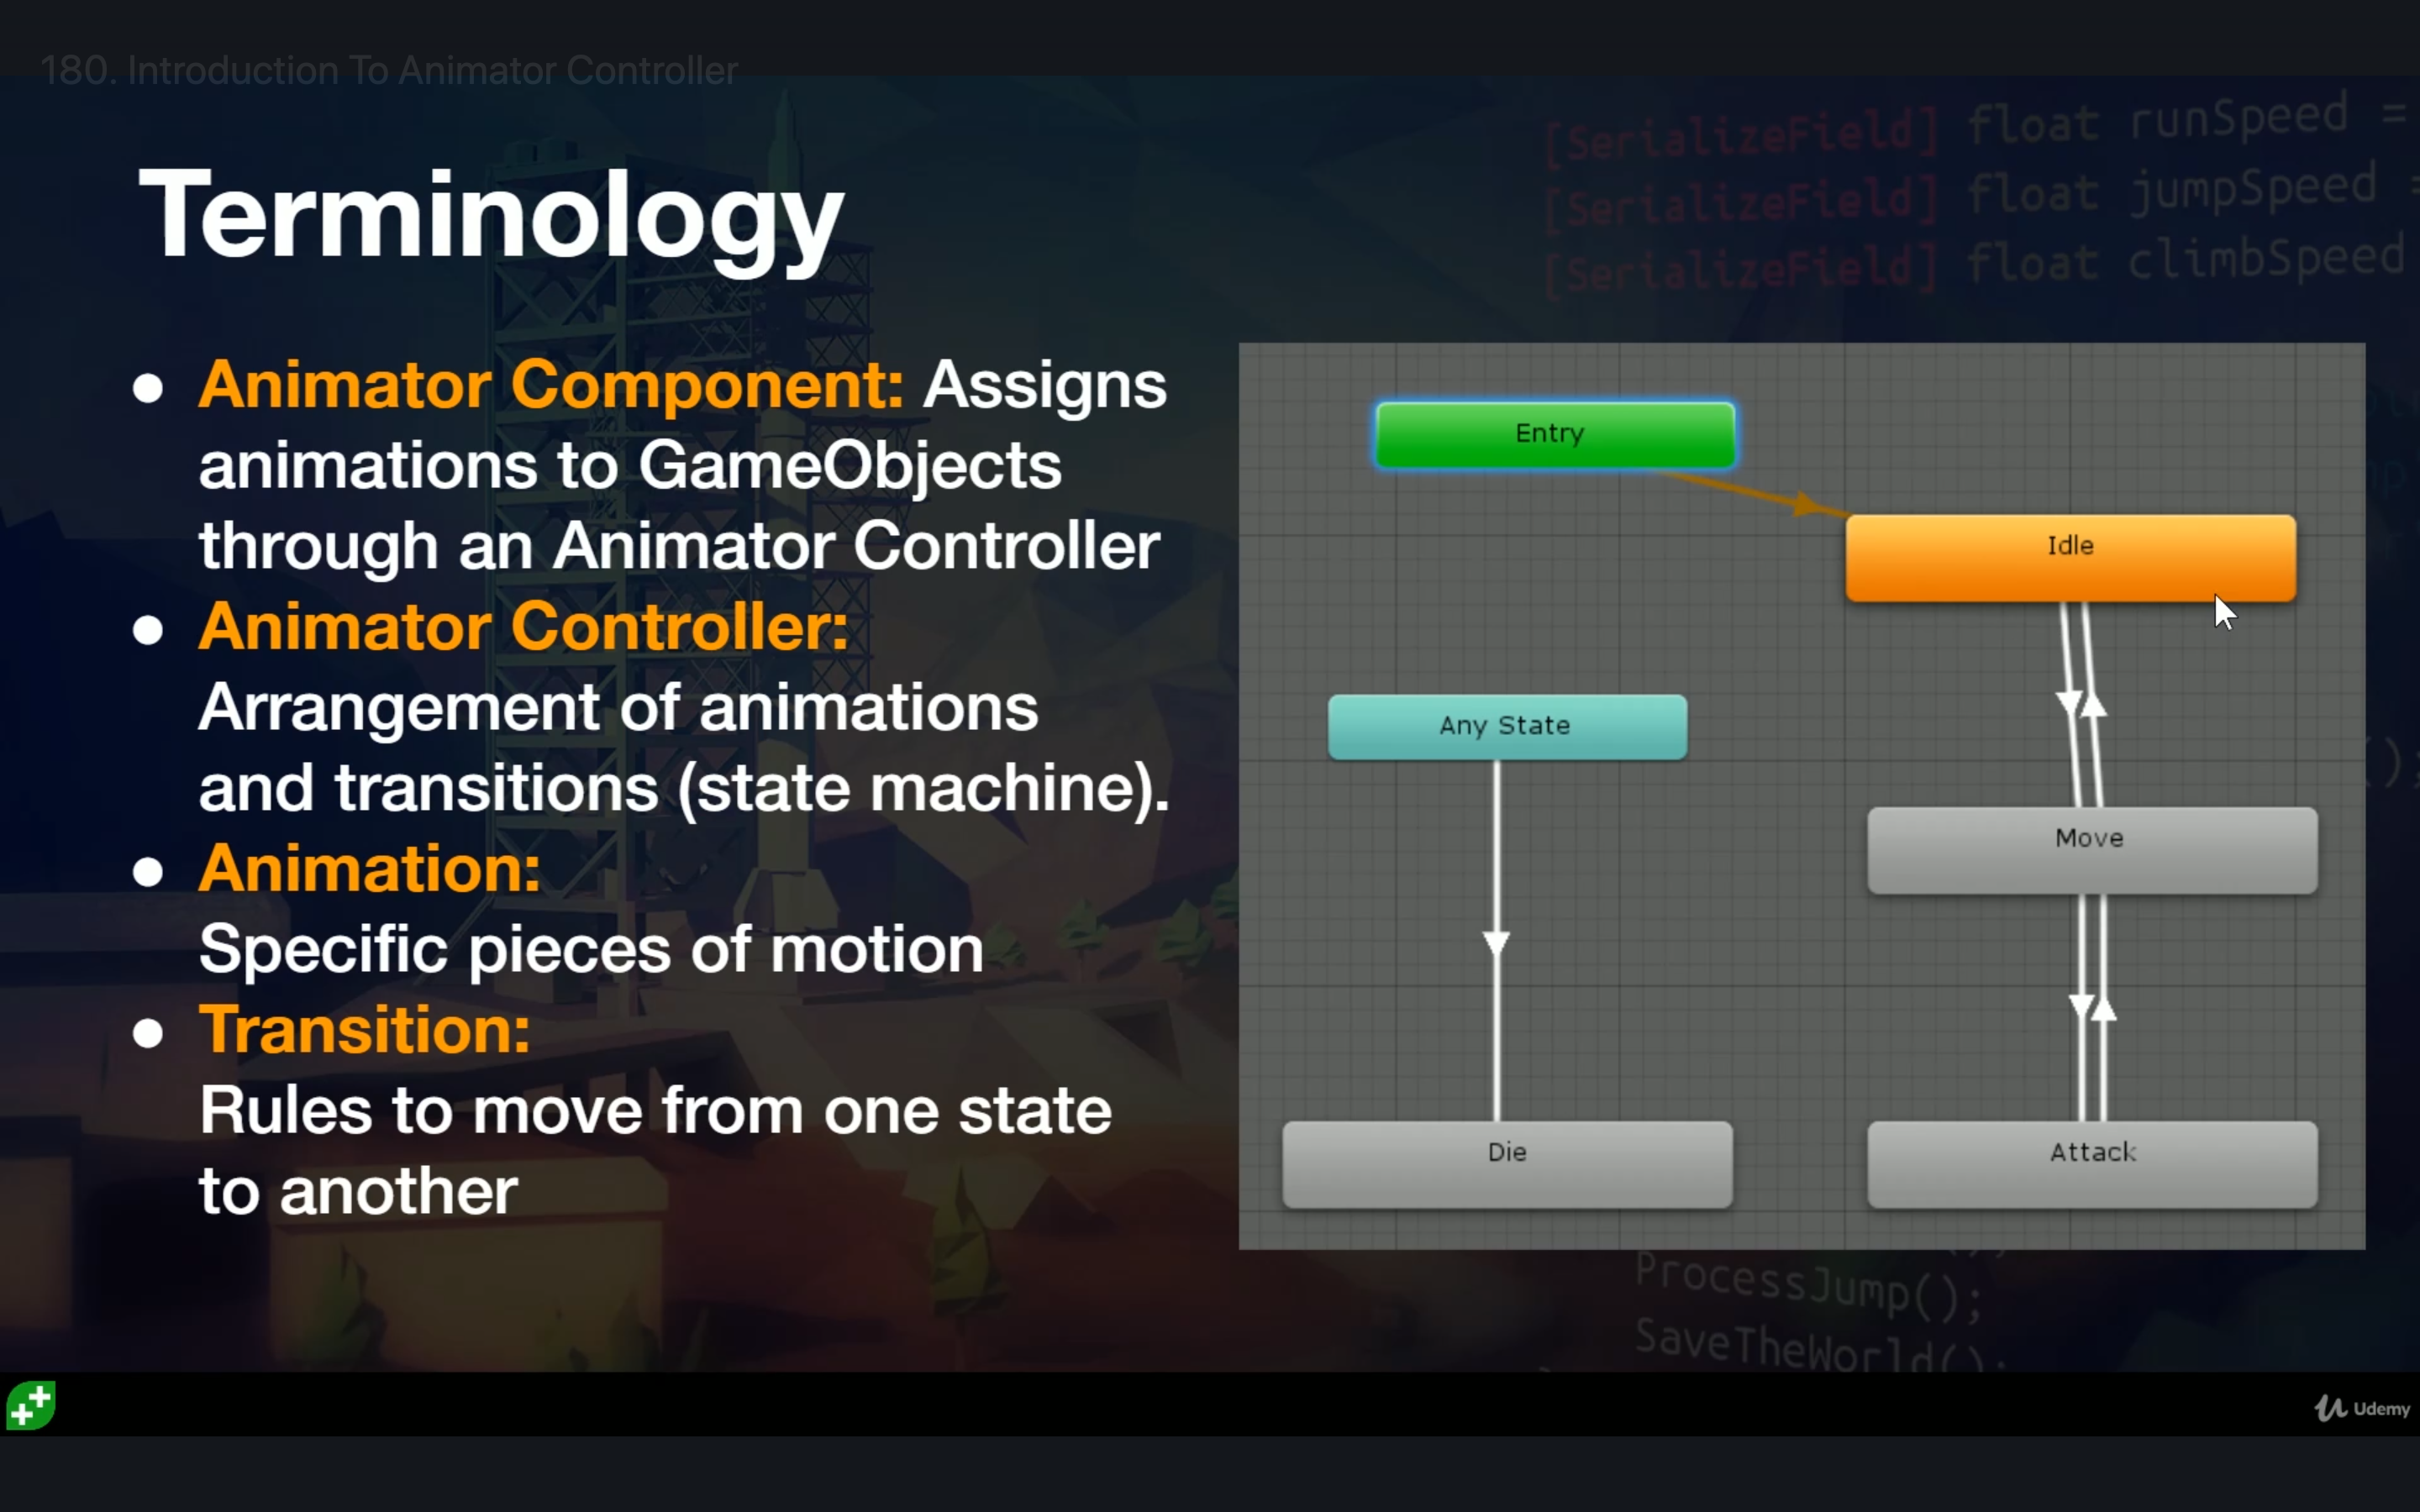 180. Introduction To Animator Controller
[SerializeField] float runSpeed =
[SerializeField] float jumpSpeed =
[SerializeField] float climbSpeed
Terminology
● Animator Component: Assigns
animations to GameObjects
through an Animator Controller
● Animator Controller:
Arrangement of animations
and transitions (state machine).
● Animation:
Specific pieces of motion
● Transition:
Rules to move from one state
to another
Entry
Idle
Any State
Move
Die
Attack
ProcessJump();
SaveTheWorld();
Udemy